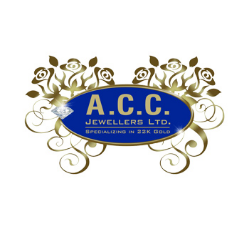 A.C.C.
Jewellers Ltd.
Specializing in 22K Gold